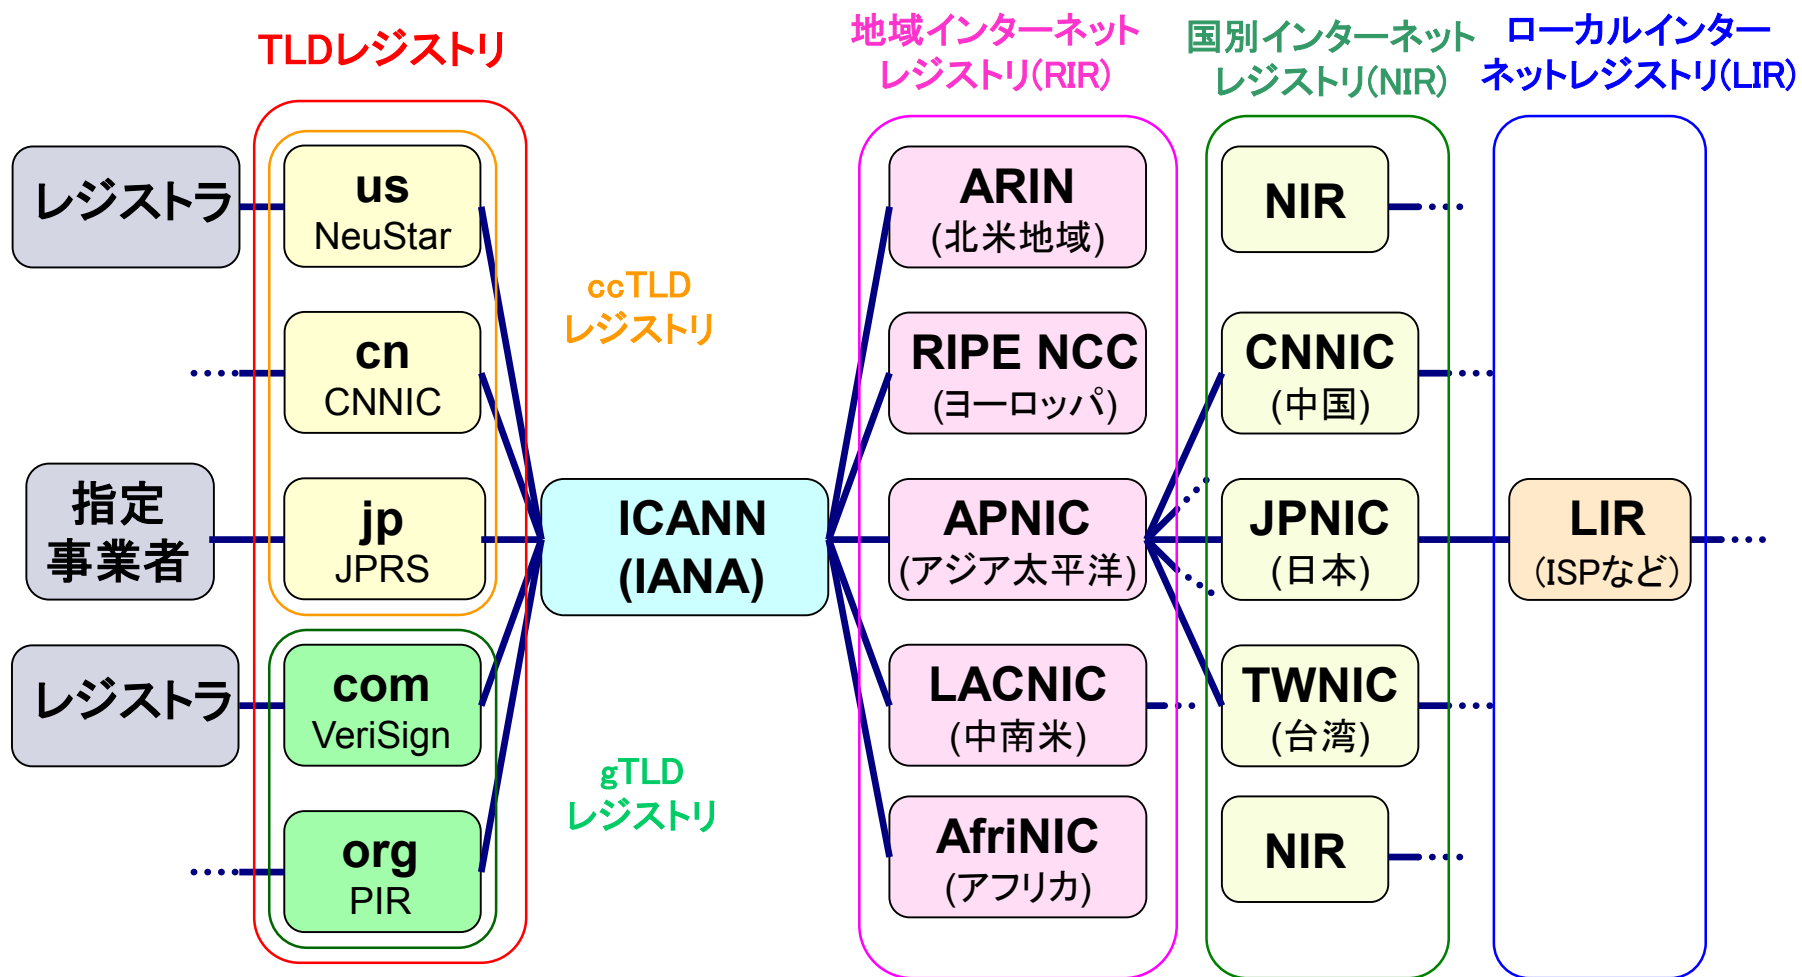 TLDレジストリ
地域インターネット
レジストリ(RIR)
国別インターネット
レジストリ(NIR)
ローカルインター
ネットレジストリ(LIR)
レジストラ
us
NeuStar
cn
CNNIC
指定
事業者
jp
JPRS
レジストラ
com
VeriSign
org
PIR
ccTLD
レジストリ
gTLD
レジストリ
ICANN
(IANA)
ARIN
(北米地域)
RIPE NCC
(ヨーロッパ)
APNIC
(アジア太平洋)
LACNIC
(中南米)
AfriNIC
(アフリカ)
NIR
CNNIC
(中国)
JPNIC
(日本)
TWNIC
(台湾)
NIR
LIR
(ISPなど)